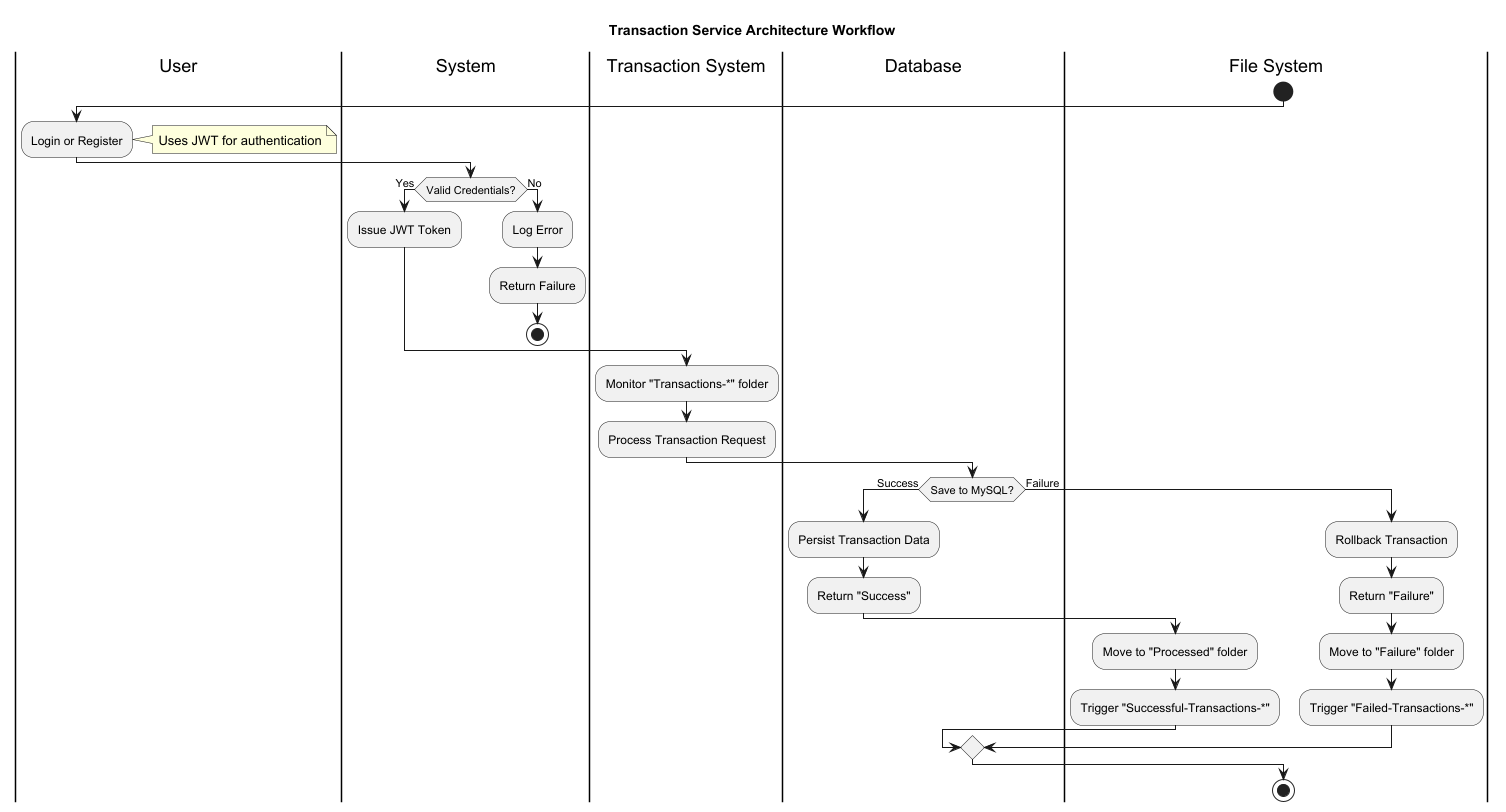 Transaction Service Architecture Workflow
User
System
Transaction System
Database
File System
Login or Register
Uses JWT for authentication
Valid Credentials?
Yes
No
Issue JWT Token
Log Error
Return Failure
Monitor "Transactions-*" folder
Process Transaction Request
Save to MySQL?
Success
Failure
Persist Transaction Data
Rollback Transaction
Return "Success"
Return "Failure"
Move to "Processed" folder
Move to "Failure" folder
Trigger "Successful-Transactions-*"
Trigger "Failed-Transactions-*"